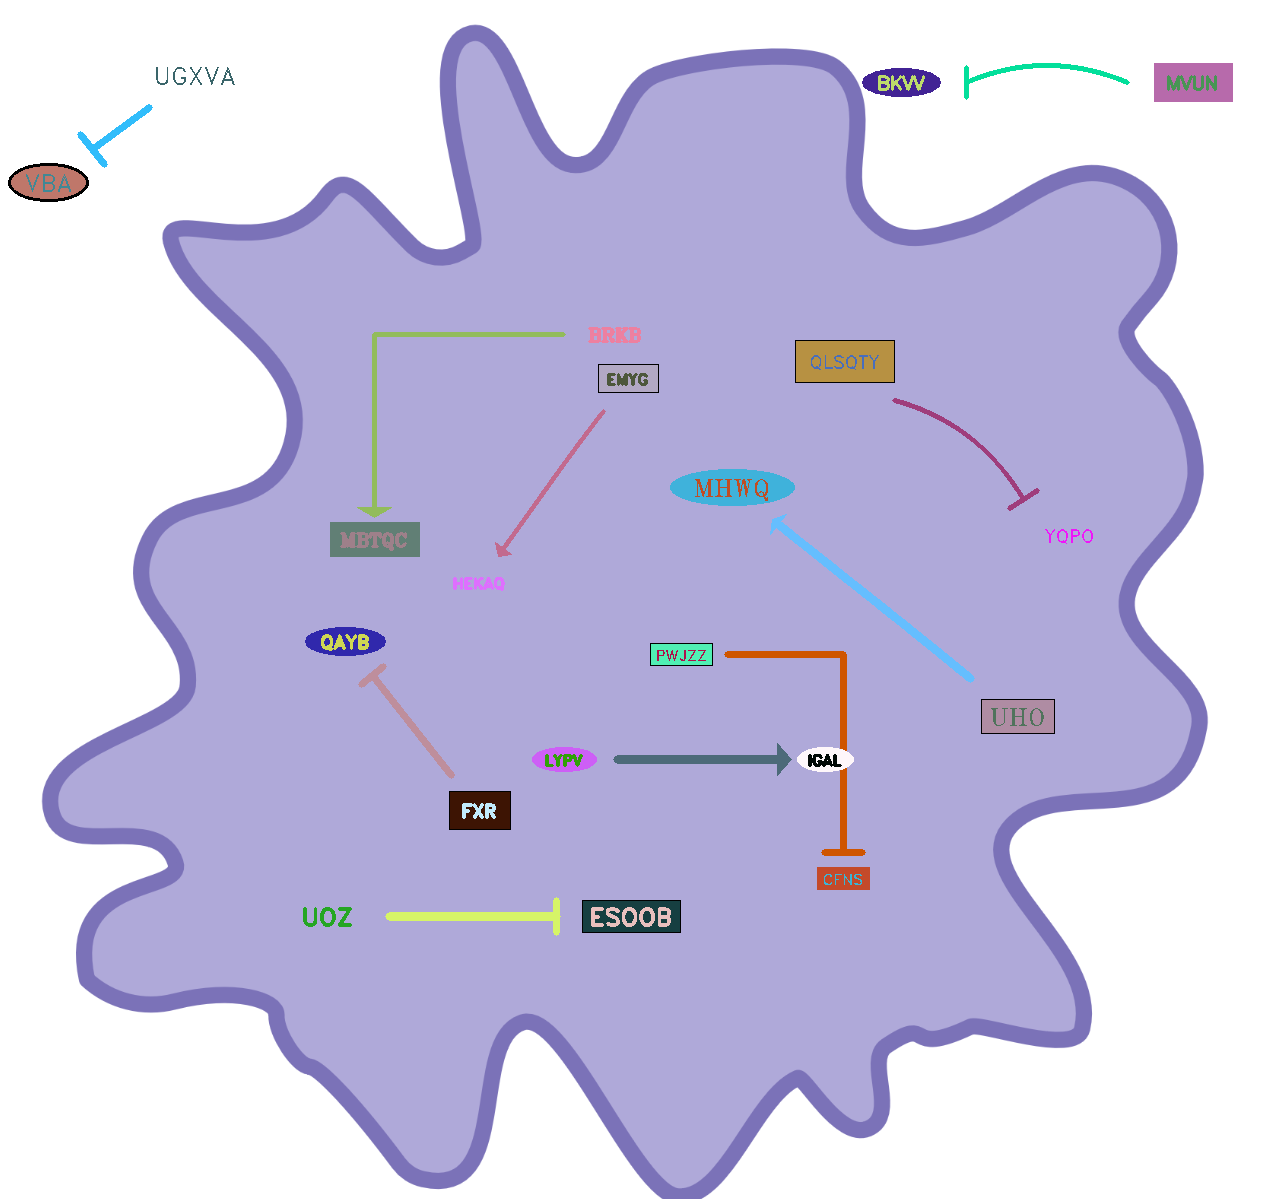 UGXVA
BKVV
MVUN
VBA
BRKB
QLSQTY
EMYG
MHWQ
MBTQC
YQPO
HEKAQ
QAYB
PWJZZ
UHO
LYPV
IGAL
FXR
CFNS
UOZ
ESOOB